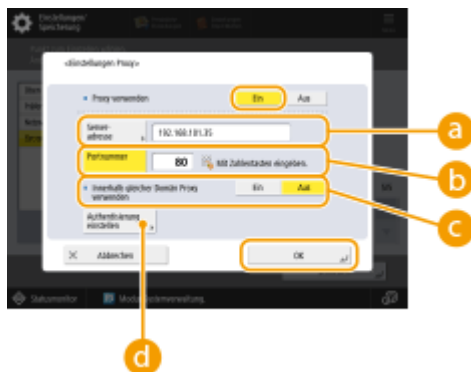 Einstellungen/
Speicherung
<Einstellungen Proxy>
Proxy verwenden
Ein
Aus
Server-
adresse
192.168.101.35
a
Portnummer
80
Mit Zahlentasten eingeben.
b
Innerhalb gleicher Domän Proxy
verwenden
Ein
Aus
c
Authentisierung
einstellen
Abbrechen
OK
Statusmonitor
d